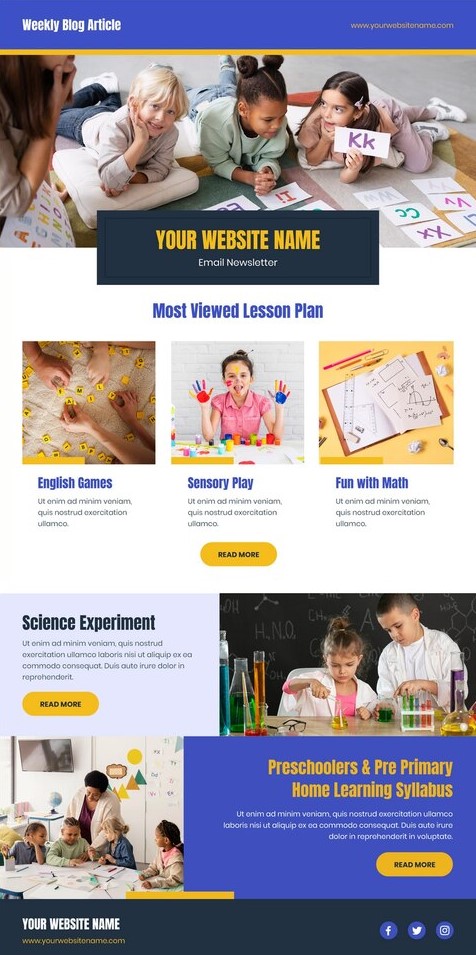 Weekly Blog Article
www.yourwebsitename.com
Kk
YOUR WEBSITE NAME
Email Newsletter
Most Viewed Lesson Plan
English Games
Ut enim ad minim veniam,
quis nostrud exercitation
ullamco.
Sensory Play
Ut enim ad minim veniam,
quis nostrud exercitation
ullamco.
Fun with Math
Ut enim ad minim veniam,
quis nostrud exercitation
ullamco.
READ MORE
Science Experiment
Ut enim ad minim veniam, quis nostrud
exercitation ullamco laboris nisi ut aliquip ex ea
commodo consequat. Duis aute irure dolor in
reprehenderit.
READ MORE
Preschoolers & Pre Primary
Home Learning Syllabus
Ut enim ad minim veniam, quis nostrud exercitation ullamco
laboris nisi ut aliquip ex ea commodo consequat. Duis aute irure
dolor in reprehenderit in voluptate.
READ MORE
YOUR WEBSITE NAME
www.yourwebsitename.com